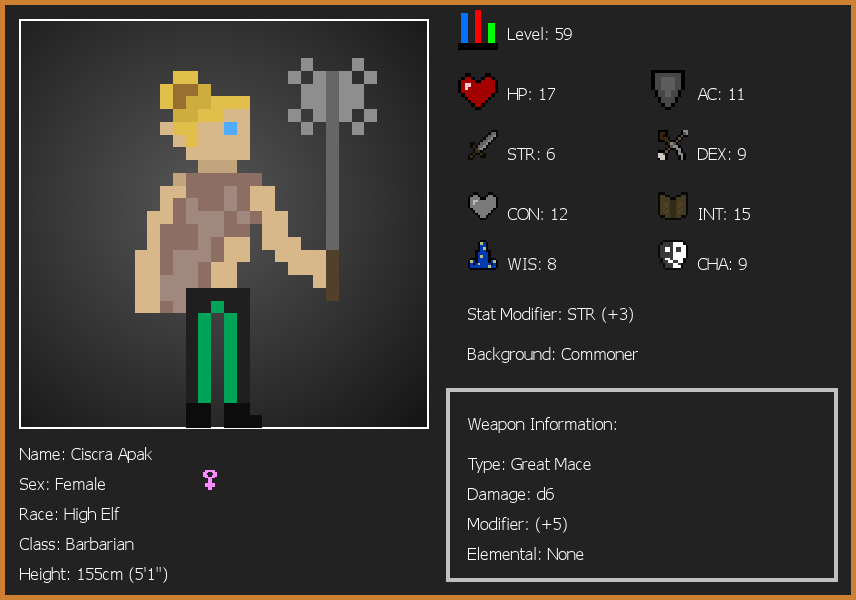 Level: 59
HP: 17
AC: 11
STR: 6
DEX: 9
CON: 12
INT: 15
WIS: 8
CHA: 9
Stat Modifier: STR (+3)
Background: Commoner
Weapon Information:
Type: Great Mace
Damage: d6
Modifier: (+5)
Elemental: None
Name: Ciscra Apak
Sex: Female
Race: High Elf
Class: Barbarian
Height: 155cm (5'1")